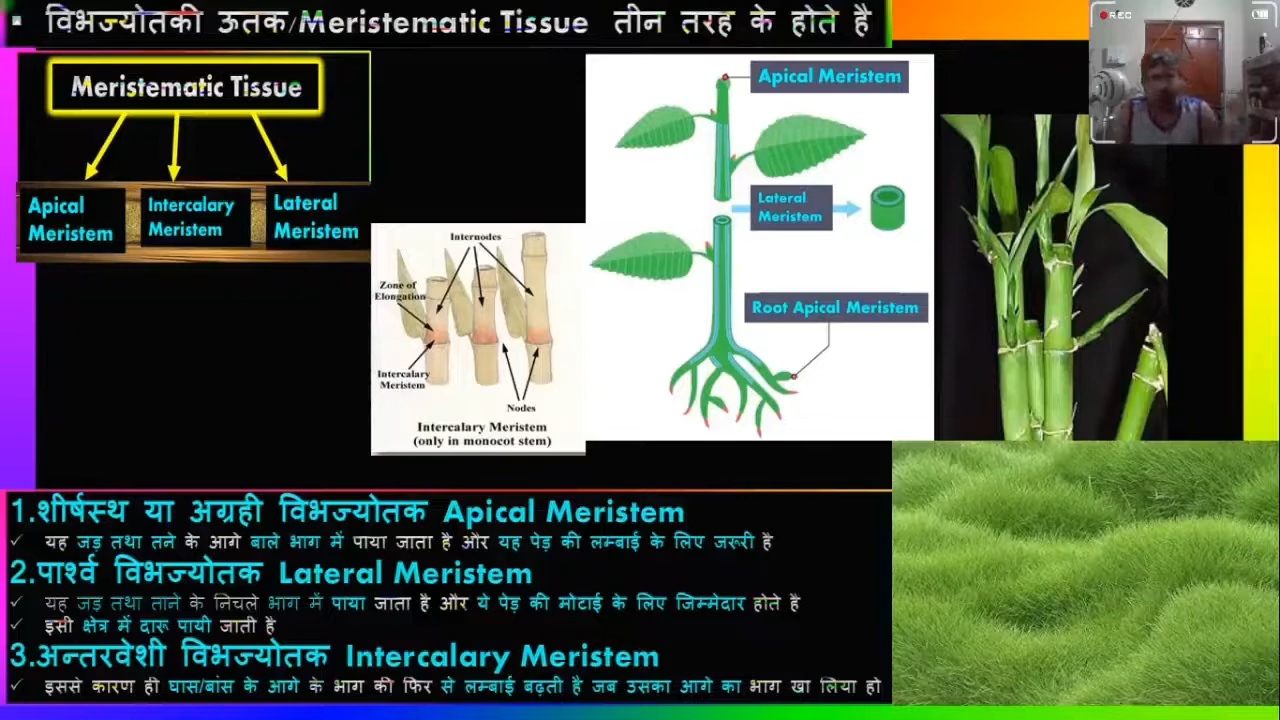 विभज्योतकी ऊतक/Meristematic Tissue तीन तरह के होते है
REC
Meristematic Tissue
Apical Meristem
Intercalary Meristem
Lateral Meristem
Internodes
Zone of Elongation
Intercalary Meristem
Nodes
Intercalary Meristem
(only in monocot stem)
Apical Meristem
Lateral Meristem
Root Apical Meristem
1.शीर्षस्थ या अग्रही विभज्योतक Apical Meristem
✓ यह जड़ तथा तने के आगे बाले भाग में पाया जाता है और यह पेड़ की लम्बाई के लिए जरूरी है
2.पार्श्व विभज्योतक Lateral Meristem
✓ यह जड़ तथा ताने के निचले भाग में पाया जाता है और ये पेड़ की मोटाई के लिए जिम्मेदार होते है
✓ इसी क्षेत्र में दारू पायी जाती है
3.अन्तरवेशी विभज्योतक Intercalary Meristem
✓ इससे कारण ही घास/बांस के आगे के भाग की फिर से लम्बाई बढ़ती है जब उसका आगे का भाग खा लिया हो